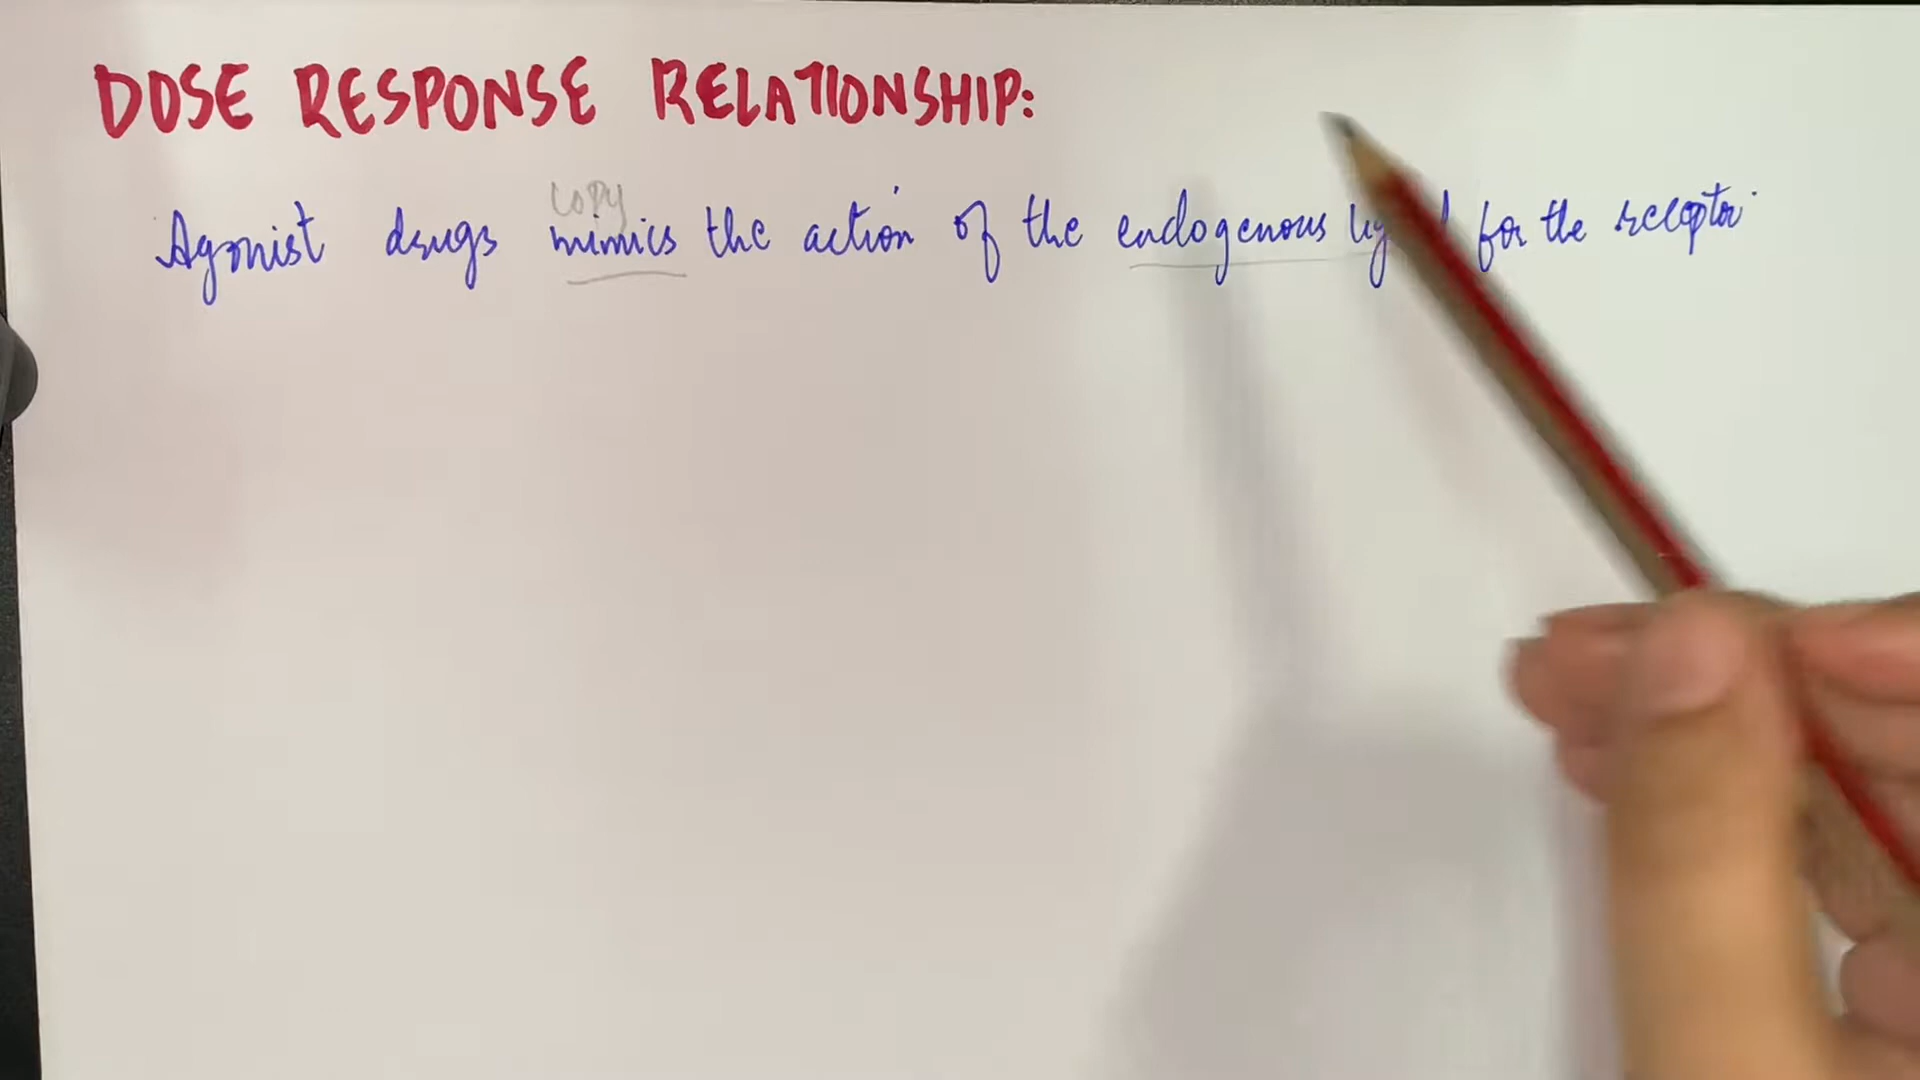 DOSE RESPONSE RELATIONSHIP:
copy
Agonist drugs mimics the action of the endogenous for the receptor